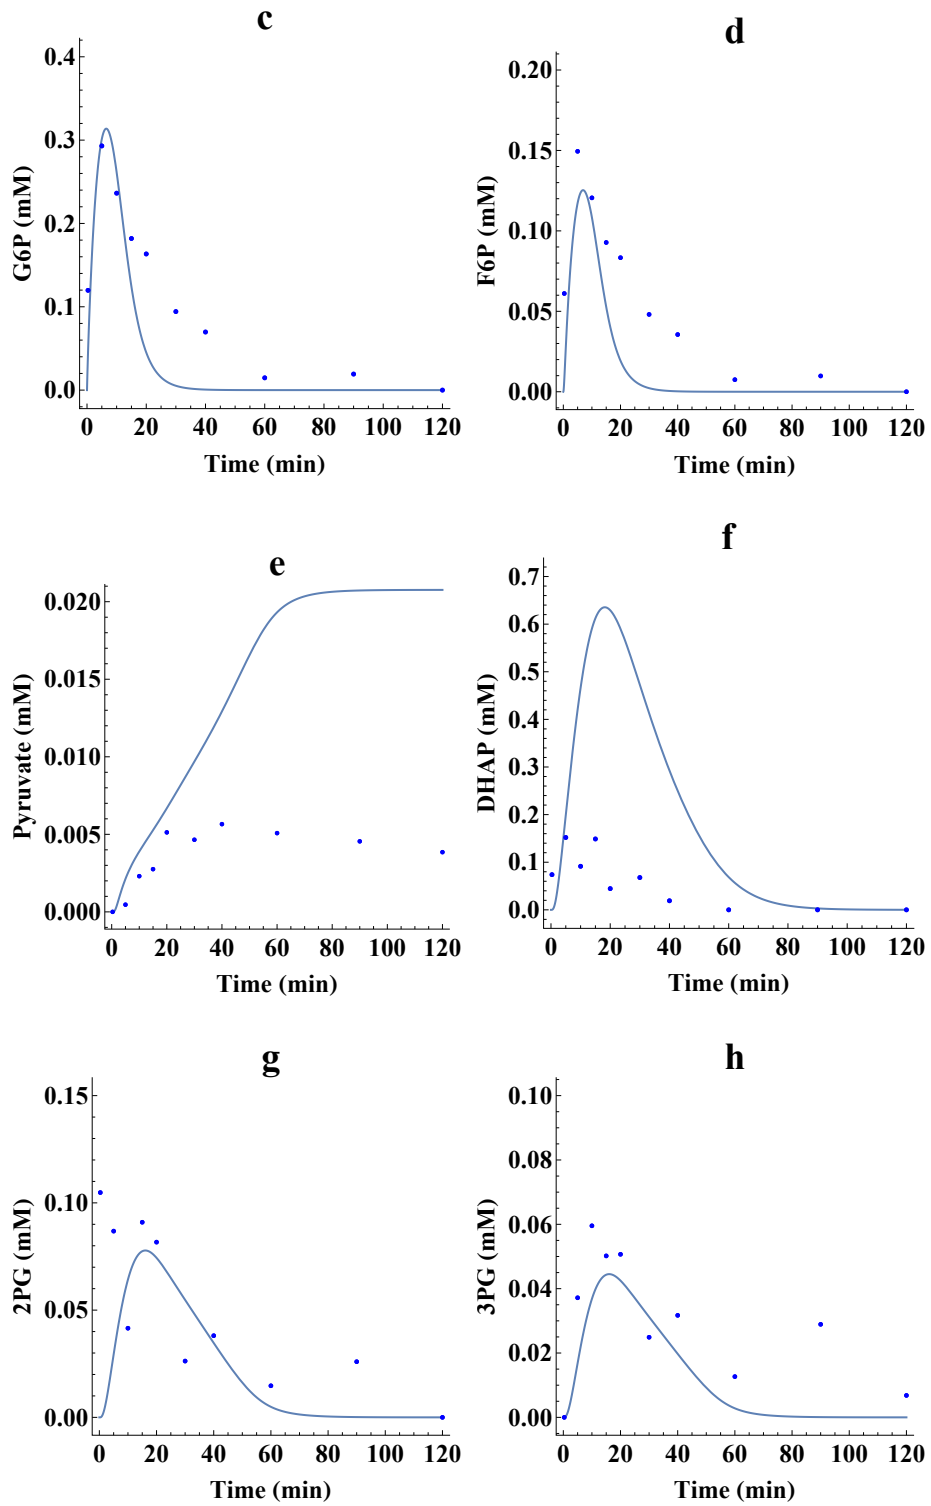 c
G6P (mM)
0.4
0.3
0.2
0.1
0.0
0 20 40 60 80 100 120
Time (min)
d
F6P (mM)
0.20
0.15
0.10
0.05
0.00
0 20 40 60 80 100 120
Time (min)
e
Pyruvate (mM)
0.020
0.015
0.010
0.005
0.000
0 20 40 60 80 100 120
Time (min)
f
DHAP (mM)
0.7
0.6
0.5
0.4
0.3
0.2
0.1
0.0
0 20 40 60 80 100 120
Time (min)
g
2PG (mM)
0.15
0.10
0.05
0.00
0 20 40 60 80 100 120
Time (min)
h
3PG (mM)
0.10
0.08
0.06
0.04
0.02
0.00
0 20 40 60 80 100 120
Time (min)